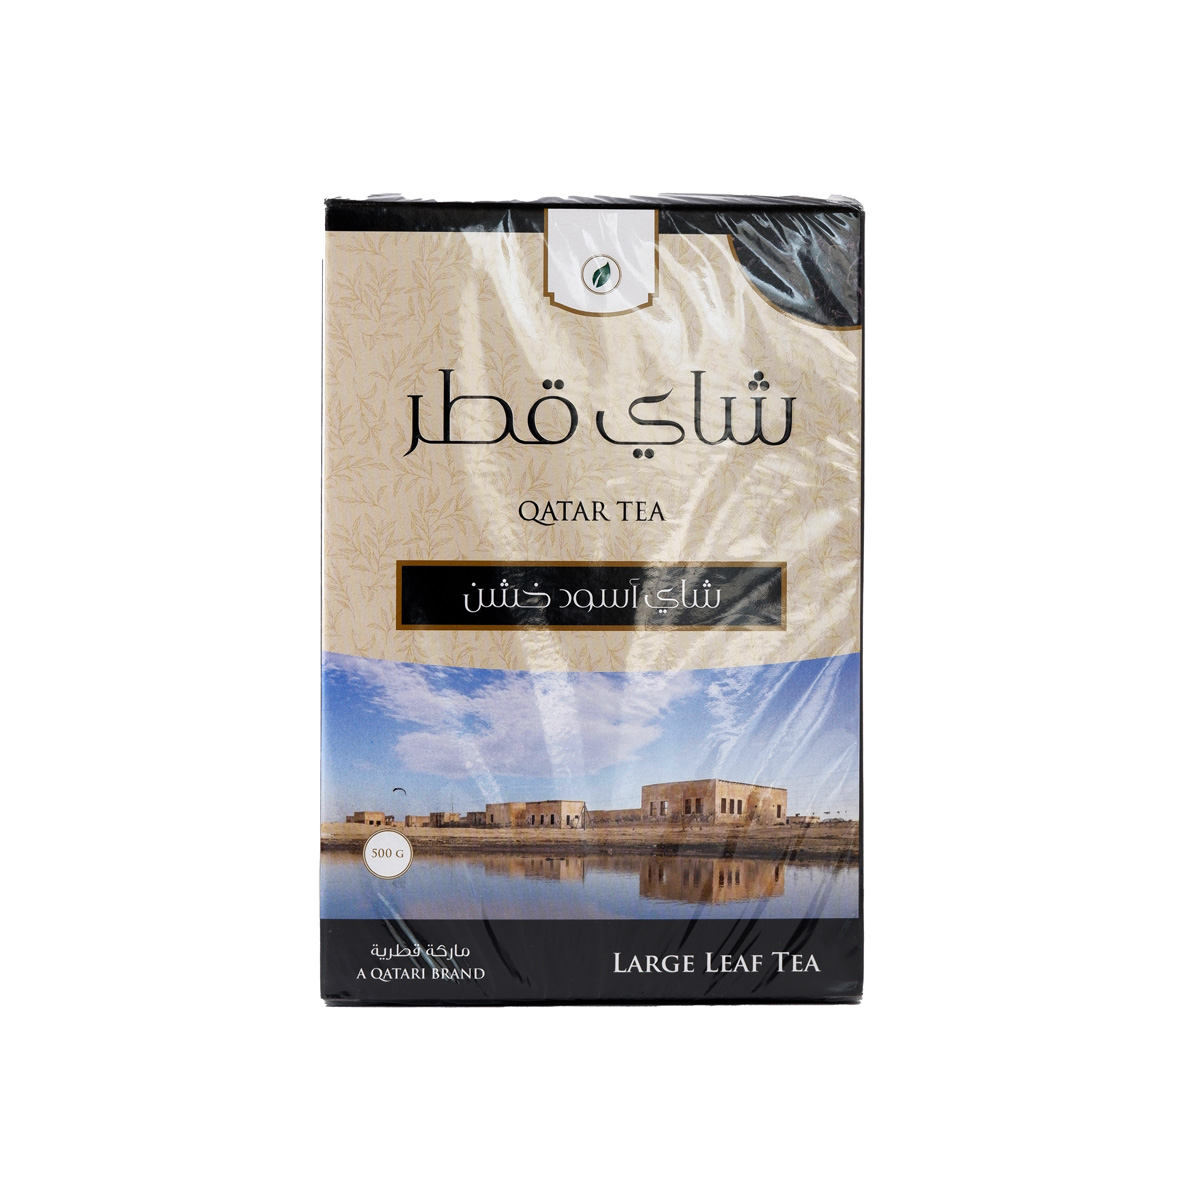 شاي قطر
QATAR TEA
شاي أسود خشن
500 G
ماركة قطرية
A QATARI BRAND
LARGE LEAF TEA